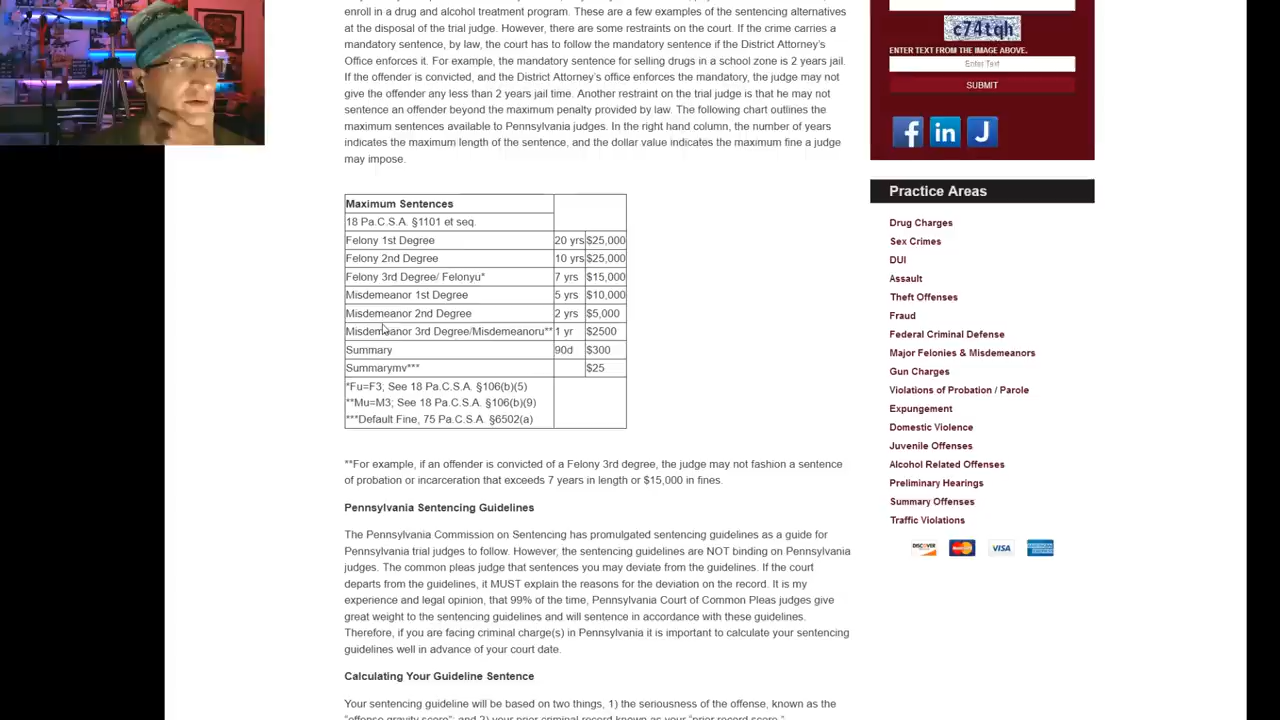 enroll in a drug and alcohol treatment program. These are a few examples of the sentencing alternatives
at the disposal of the trial judge. However, there are some restraints on the court. If the crime carries a
mandatory sentence, by law, the court has to follow the mandatory sentence if the District Attorney's
Office enforces it. For example, the mandatory sentence for selling drugs in a school zone is 2 years jail.
If the offender is convicted, and the District Attorney's office enforces the mandatory, the judge may not
give the offender any less than 2 years jail time. Another restraint on the trial judge is that he may not
sentence an offender beyond the maximum penalty provided by law. The following chart outlines the
maximum sentences available to Pennsylvania judges. In the right hand column, the number of years
indicates the maximum length of the sentence, and the dollar value indicates the maximum fine a judge
may impose.
Maximum Sentences
18 Pa.C.S.A. §1101 et seq.
Felony 1st Degree 20 yrs $25,000
Felony 2nd Degree 10 yrs $25,000
Felony 3rd Degree/ Felonyu* 7 yrs $15,000
Misdemeanor 1st Degree 5 yrs $10,000
Misdemeanor 2nd Degree 2 yrs $5,000
Misdemeanor 3rd Degree/Misdemeanoru** 1 yr $2500
Summary 90d $300
Summarymv*** $25
*Fu=F3; See 18 Pa.C.S.A. §106(b)(5)
**Mu=M3; See 18 Pa.C.S.A. §106(b)(9)
***Default Fine, 75 Pa.C.S.A. §6502(a)
**For example, if an offender is convicted of a Felony 3rd degree, the judge may not fashion a sentence
of probation or incarceration that exceeds 7 years in length or $15,000 in fines.
Pennsylvania Sentencing Guidelines
The Pennsylvania Commission on Sentencing has promulgated sentencing guidelines as a guide for
Pennsylvania trial judges to follow. However, the sentencing guidelines are NOT binding on Pennsylvania
judges. The common pleas judge that sentences you may deviate from the guidelines. If the court
departs from the guidelines, it MUST explain the reasons for the deviation on the record. It is my
experience and legal opinion, that 99% of the time, Pennsylvania Court of Common Pleas judges give
great weight to the sentencing guidelines and will sentence in accordance with these guidelines.
Therefore, if you are facing criminal charge(s) in Pennsylvania it is important to calculate your sentencing
guidelines well in advance of your court date.
Calculating Your Guideline Sentence
Your sentencing guideline will be based on two things, 1) the seriousness of the offense, known as the
"offense gravity score"; and 2) your prior criminal record known as your "prior record score."
c74tqh
ENTER TEXT FROM THE IMAGE ABOVE.
Enter Text
SUBMIT
f in J
Practice Areas
Drug Charges
Sex Crimes
DUI
Assault
Theft Offenses
Fraud
Federal Criminal Defense
Major Felonies & Misdemeanors
Gun Charges
Violations of Probation / Parole
Expungement
Domestic Violence
Juvenile Offenses
Alcohol Related Offenses
Preliminary Hearings
Summary Offenses
Traffic Violations
DISCOVER MasterCard VISA